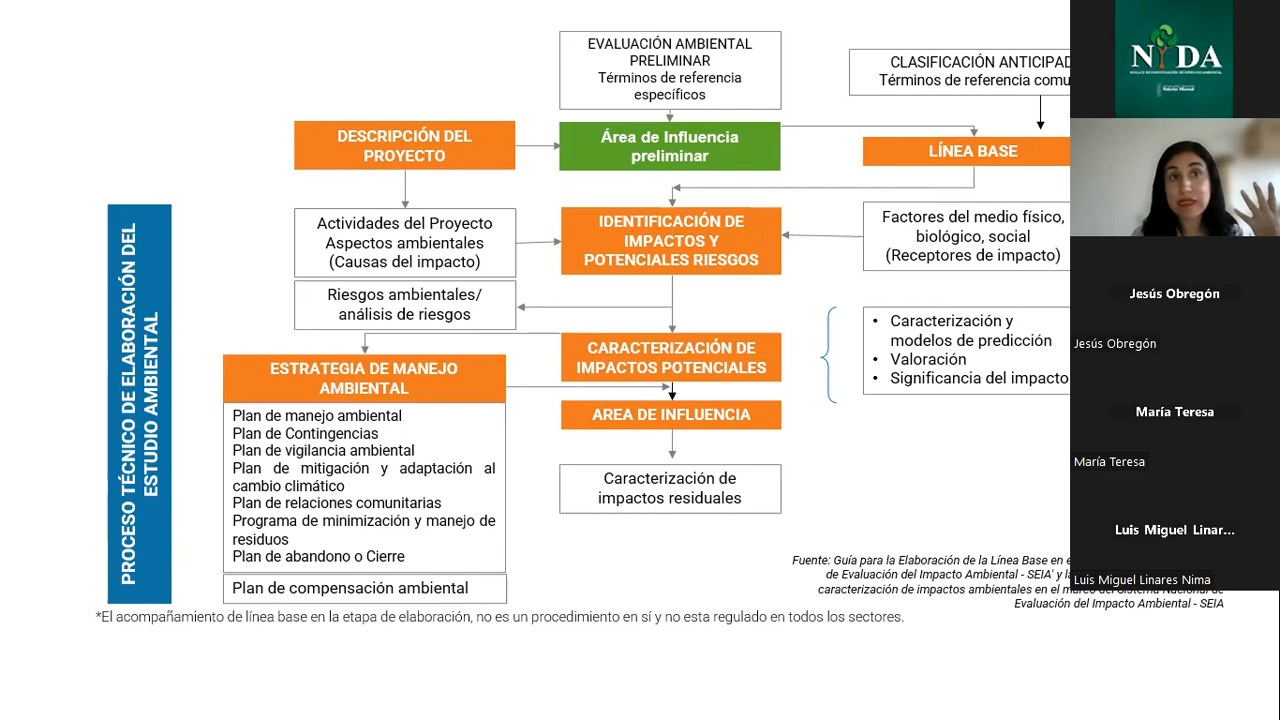 EVALUACIÓN AMBIENTAL
PRELIMINAR
Términos de referencia
específicos
CLASIFICACIÓN ANTICIPAD
Términos de referencia comu
DESCRIPCIÓN DEL
PROYECTO
Área de Influencia
preliminar
LÍNEA BASE
Actividades del Proyecto
Aspectos ambientales
(Causas del impacto)
IDENTIFICACIÓN DE
IMPACTOS Y
POTENCIALES RIESGOS
Factores del medio físico,
biológico, social
(Receptores de impacto)
Riesgos ambientales/
análisis de riesgos
CARACTERIZACIÓN DE
IMPACTOS POTENCIALES
• Caracterización y
modelos de predicción
• Valoración
• Significancia del impacto
ESTRATEGIA DE MANEJO
AMBIENTAL
AREA DE INFLUENCIA
Plan de manejo ambiental
Plan de Contingencias
Plan de vigilancia ambiental
Plan de mitigación y adaptación al
cambio climático
Plan de relaciones comunitarias
Programa de minimización y manejo de
residuos
Plan de abandono o Cierre
Plan de compensación ambiental
Caracterización de
impactos residuales
PROCESO TÉCNICO DE ELABORACIÓN DEL
ESTUDIO AMBIENTAL
Fuente: Guía para la Elaboración de la Línea Base en e
de Evaluación del Impacto Ambiental - SEIA' y la
caracterización de impactos ambientales en el marco del Sistema Nacional de
Evaluación del Impacto Ambiental - SEIA
*El acompañamiento de línea base en la etapa de elaboración, no es un procedimiento en sí y no esta regulado en todos los sectores.
NIDA
Jesús Obregón
Jesús Obregón
María Teresa
María Teresa
Luis Miguel Linar...
Luis Miguel Linares Nima